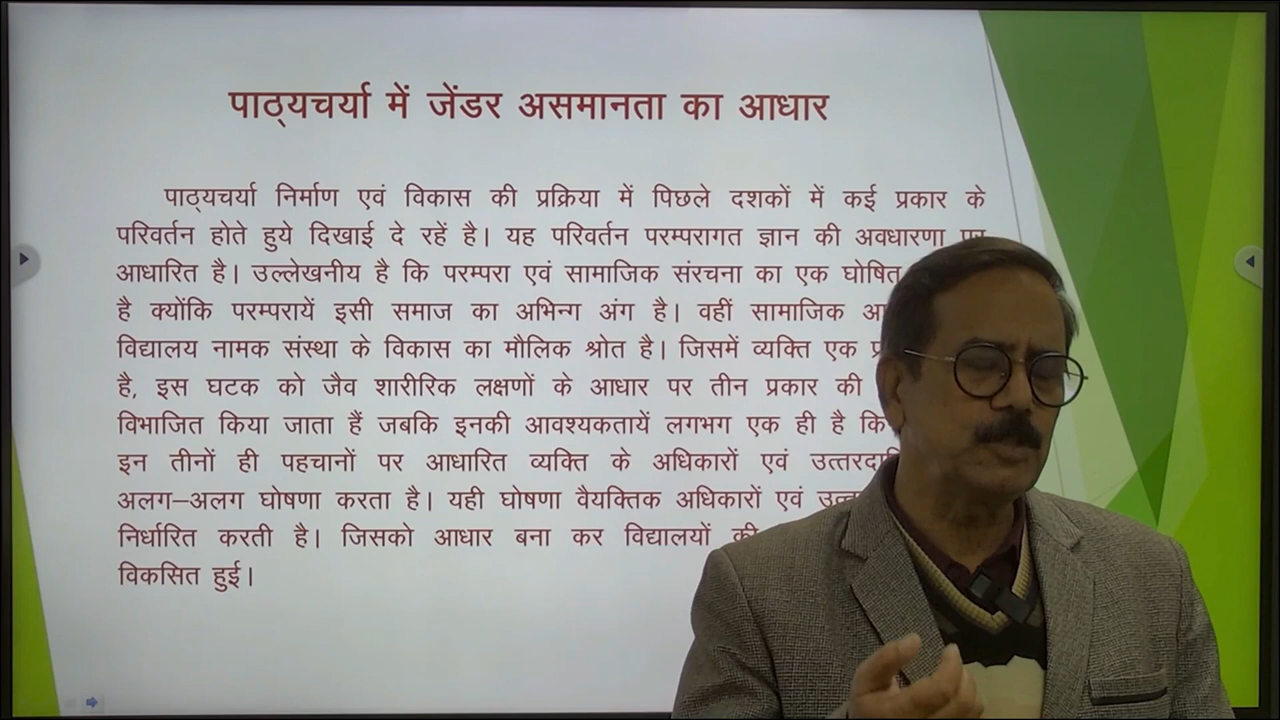 पाठ्यचर्या में जेंडर असमानता का आधार
पाठ्यचर्या निर्माण एवं विकास की प्रक्रिया में पिछले दशकों में कई प्रकार के
परिवर्तन होते हुये दिखाई दे रहें है। यह परिवर्तन परम्परागत ज्ञान की अवधारणा पर
आधारित है। उल्लेखनीय है कि परम्परा एवं सामाजिक संरचना का एक घोषित
है क्योंकि परम्परायें इसी समाज का अभिन्न अंग है। वहीं सामाजिक
विद्यालय नामक संस्था के विकास का मौलिक श्रोत है। जिसमें व्यक्ति एक
है, इस घटक को जैव शारीरिक लक्षणों के आधार पर तीन प्रकार की
विभाजित किया जाता हैं जबकि इनकी आवश्यकतायें लगभग एक ही है
इन तीनों ही पहचानों पर आधारित व्यक्ति के अधिकारों एवं
अलग–अलग घोषणा करता है। यही घोषणा वैयक्तिक अधिकारों एवं
निर्धारित करती है। जिसको आधार बना कर विद्यालयों की
विकसित हुई।